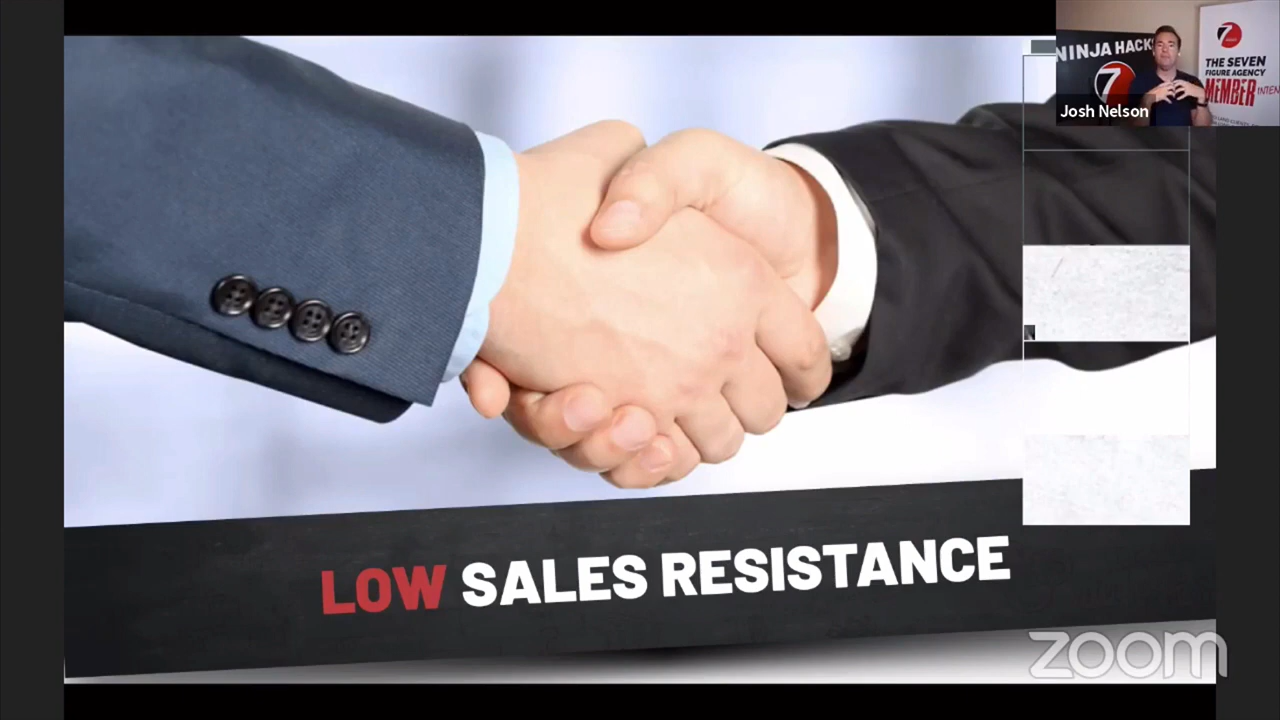 NINJA HACK
7
Josh Nelson
7
THE SEVEN
FIGURE AGENCY
MEMBER
LOW SALES RESISTANCE
zoom